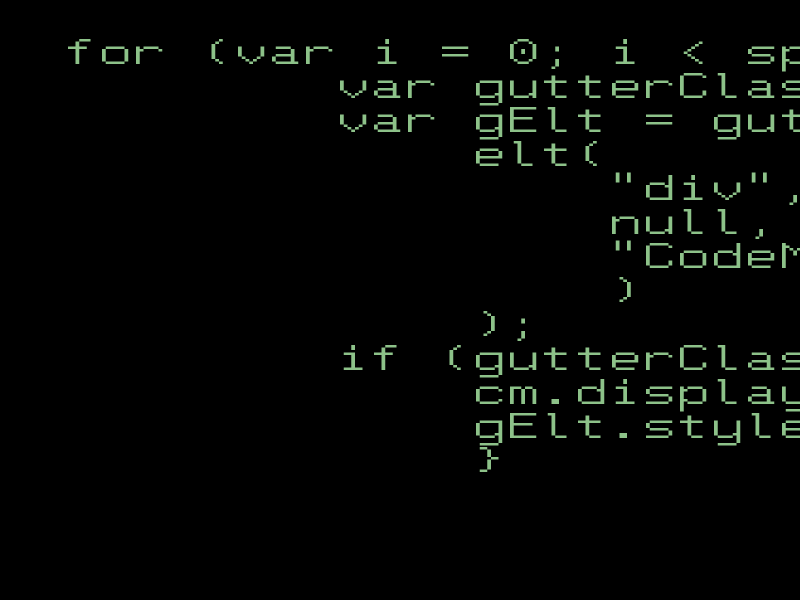 for (var i = 0; i < sp
var gutterClas
var gElt = gut
elt(
"div",
null,
"CodeM
)
);
if (gutterClas
cm.display
gElt.style
}